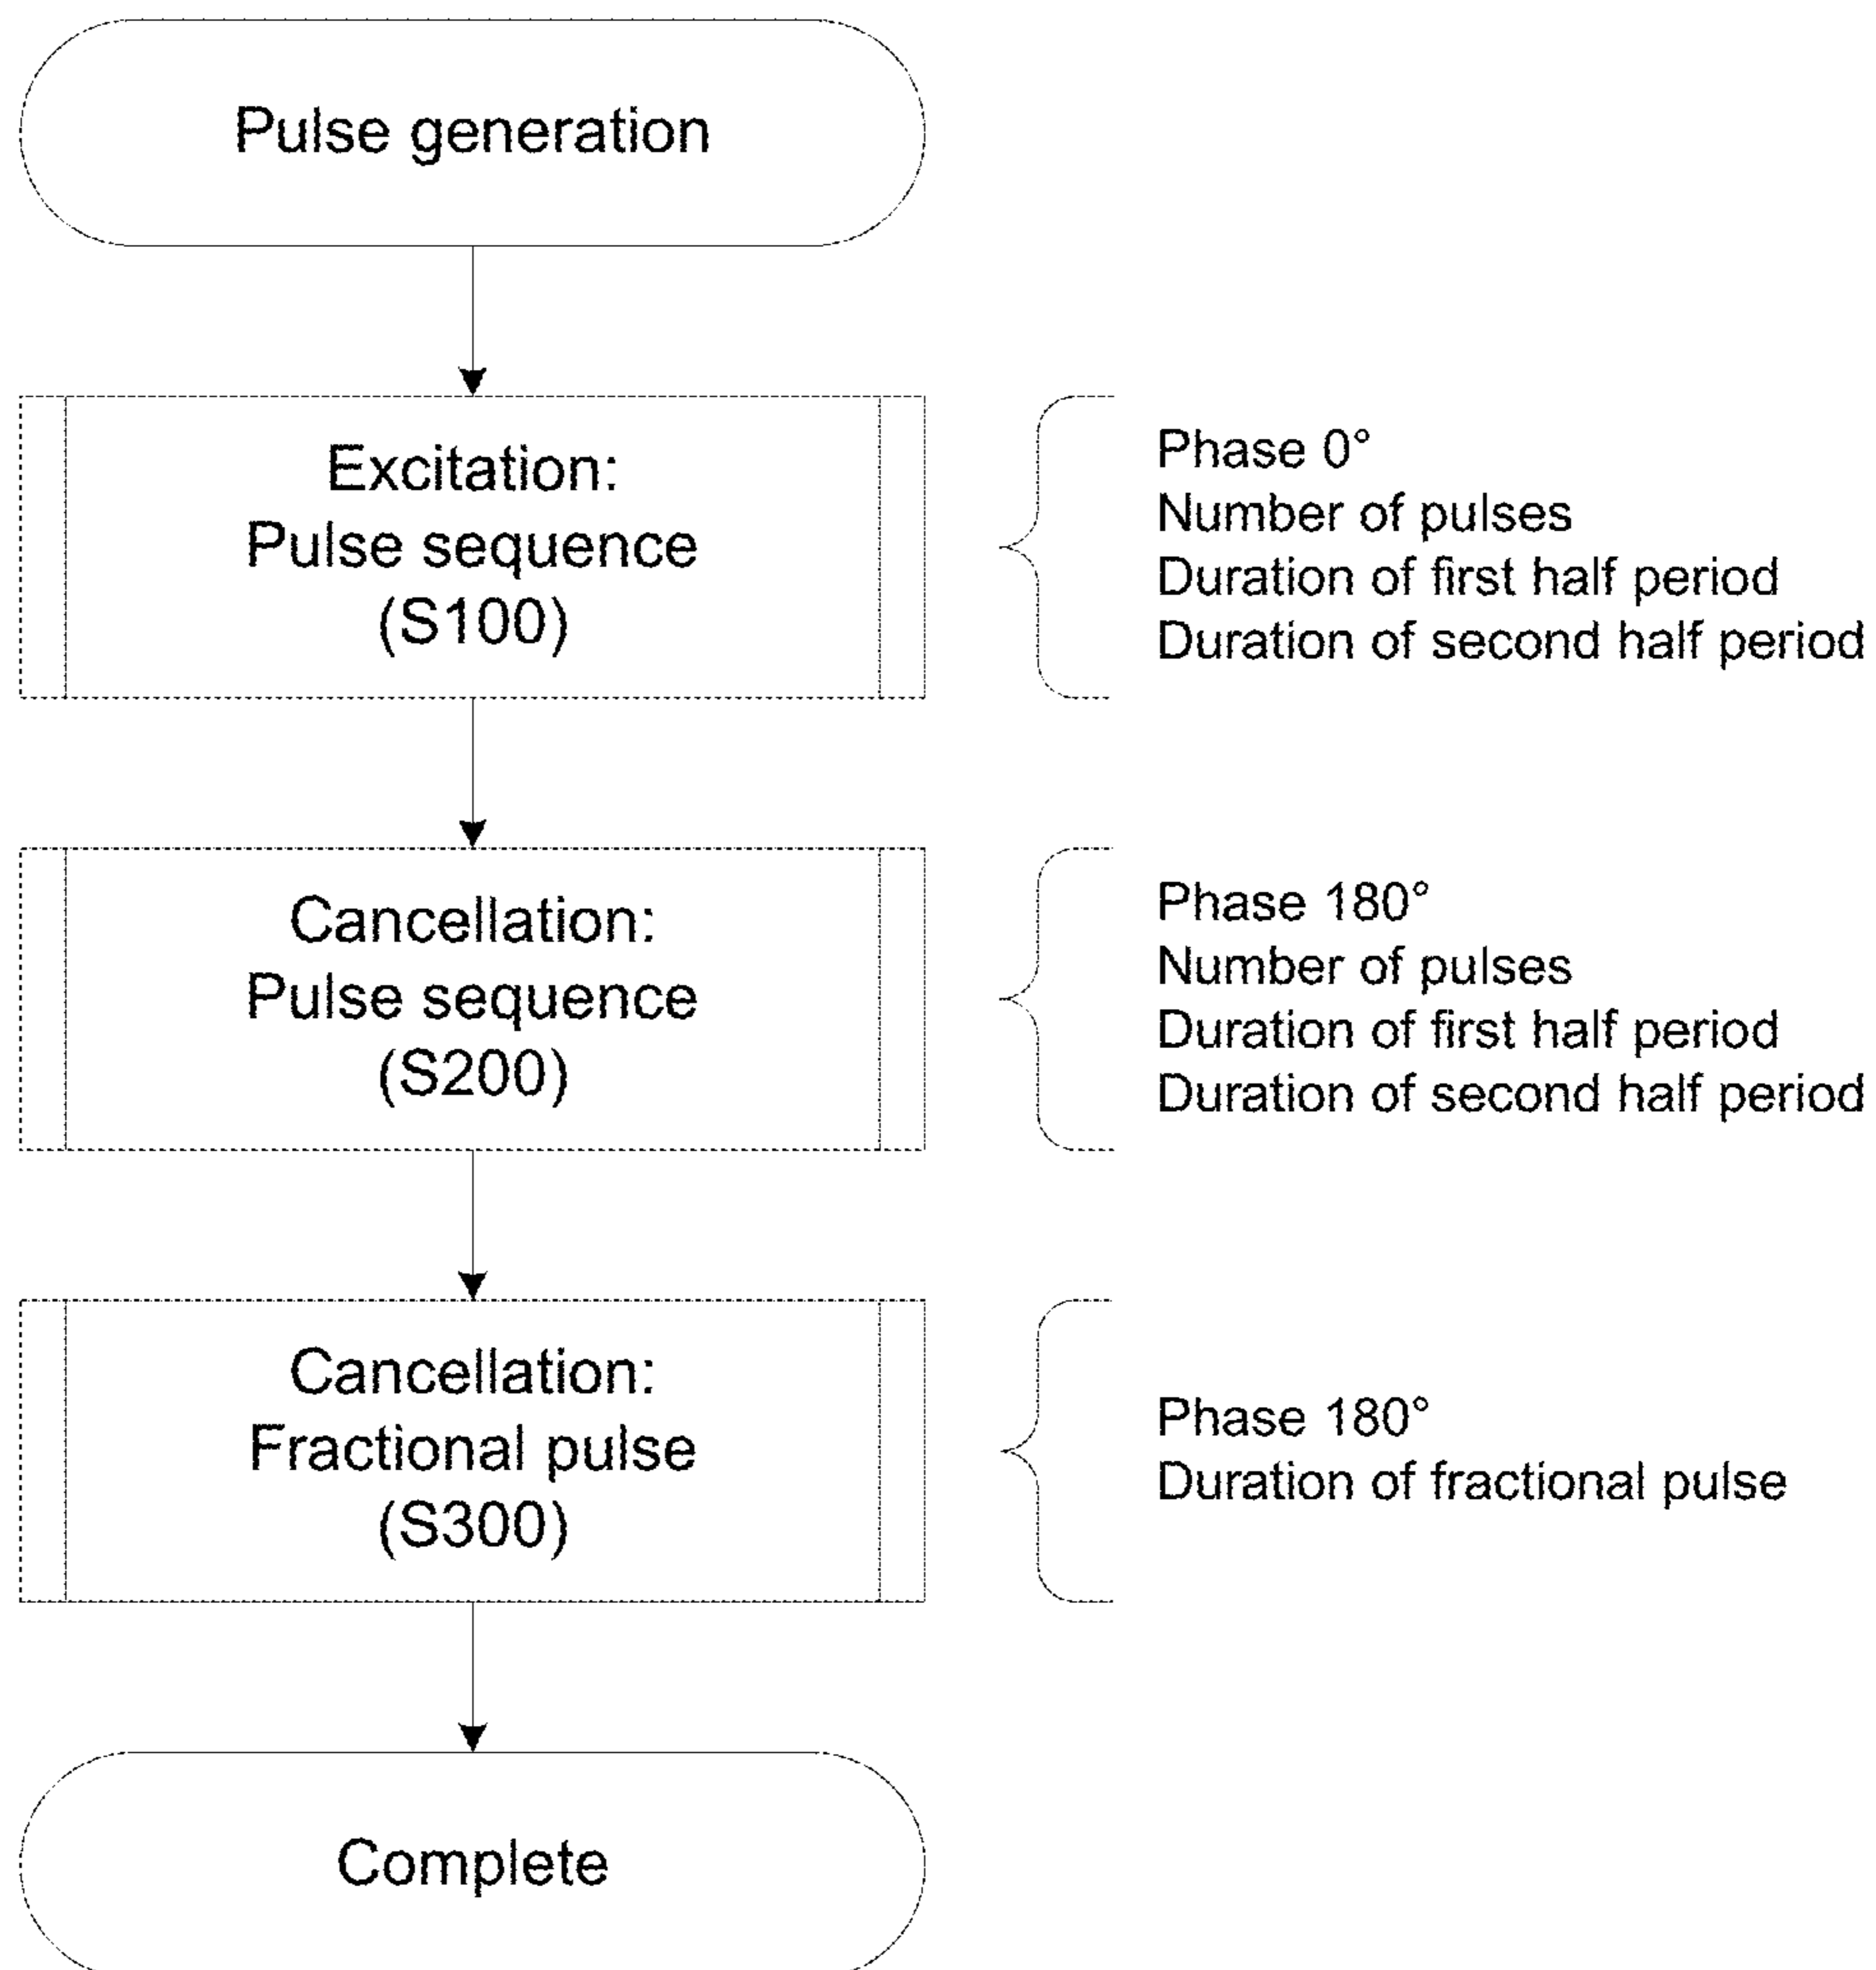 Pulse generation
Excitation:
Pulse sequence
(S100)
Phase 0°
Number of pulses
Duration of first half period
Duration of second half period
Cancellation:
Pulse sequence
(S200)
Phase 180°
Number of pulses
Duration of first half period
Duration of second half period
Cancellation:
Fractional pulse
(S300)
Phase 180°
Duration of fractional pulse
Complete